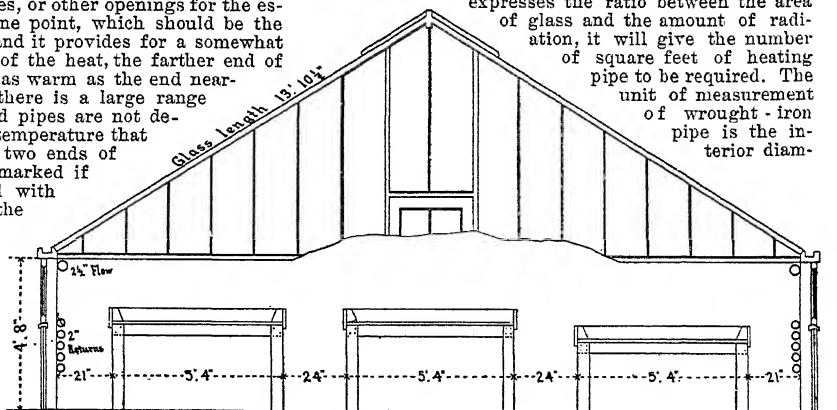 es, or other openings for the es-
ne point, which should be the
nd it provides for a somewhat
of the heat, the farther end of
as warm as the end near-
there is a large range
d pipes are not de-
temperature that
two ends of
marked if
with
the
expresses the ratio between the area
of glass and the amount of radi-
ation, it will give the number
of square feet of heating
pipe to be required. The
unit of measurement
of wrought - iron
pipe is the in-
terior diam-
Glass length 13'. 10½"
2½" Flow
2"
Returns
4'. 8"
21" 5'. 4" 24" 5'. 4" 24" 5'. 4" 21"